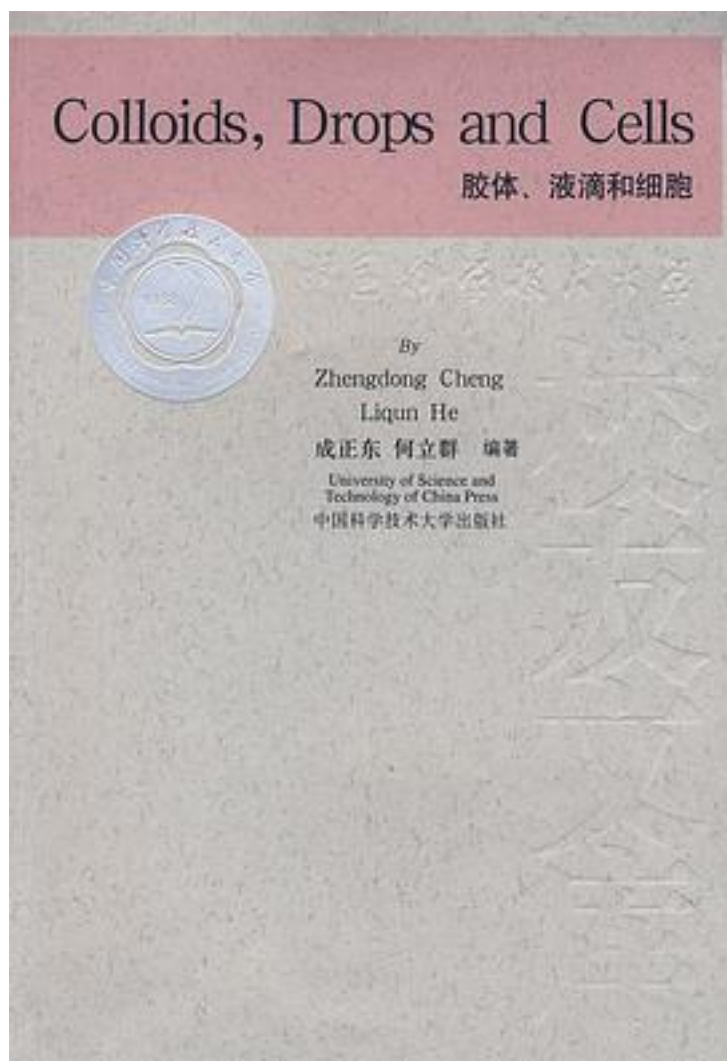 Colloids, Drops and Cells
胶体、液滴和细胞
By
Zhengdong Cheng
Liqun He
成正东 何立群 编著
University of Science and
Technology of China Press
中国科学技术大学出版社